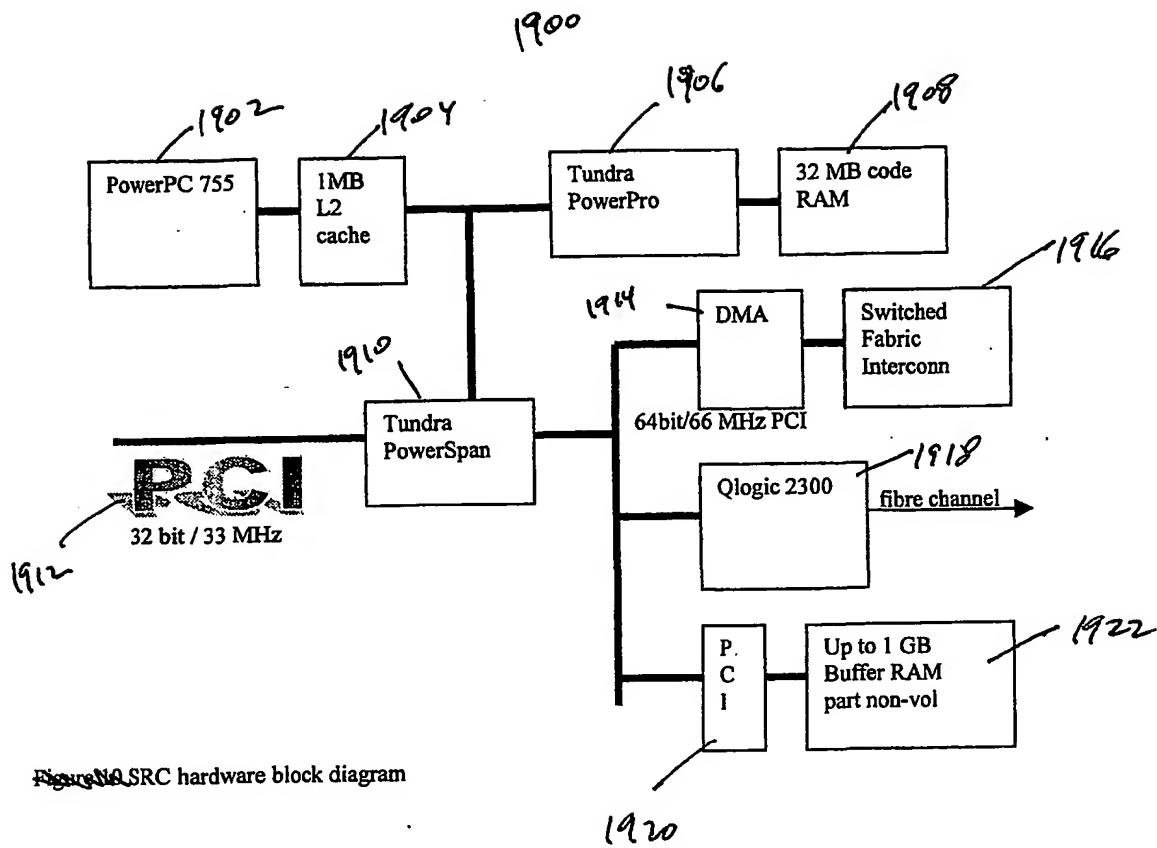 1900
1902
1904
1906
1908
PowerPC 755
1MB
L2
cache
Tundra
PowerPro
32 MB code
RAM
1910
1914
1916
DMA
Switched
Fabric
Interconn
Tundra
PowerSpan
64bit/66 MHz PCI
PCI
32 bit / 33 MHz
1912
1918
Qlogic 2300
fibre channel
P.
C
I
Up to 1 GB
Buffer RAM
part non-vol
1922
1920
SRC hardware block diagram